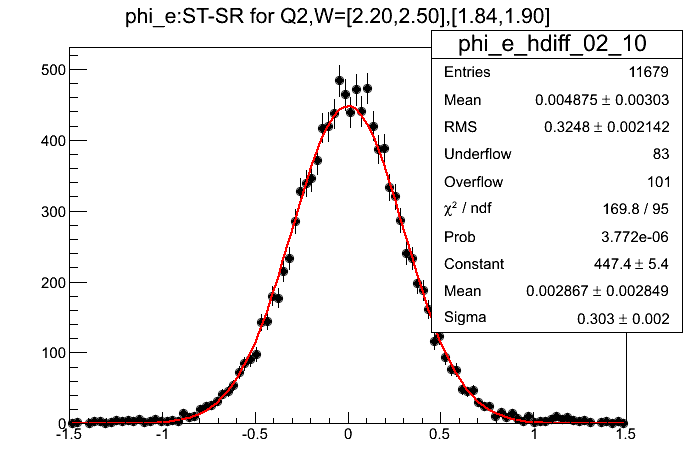 phi_e:ST-SR for Q2,W=[2.20,2.50],[1.84,1.90]
phi_e_hdiff_02_10
Entries 11679
Mean 0.004875 ± 0.00303
RMS 0.3248 ± 0.002142
Underflow 83
Overflow 101
χ² / ndf 169.8 / 95
Prob 3.772e-06
Constant 447.4 ± 5.4
Mean 0.002867 ± 0.002849
Sigma 0.303 ± 0.002
500
400
300
200
100
0
-1.5 -1 -0.5 0 0.5 1 1.5